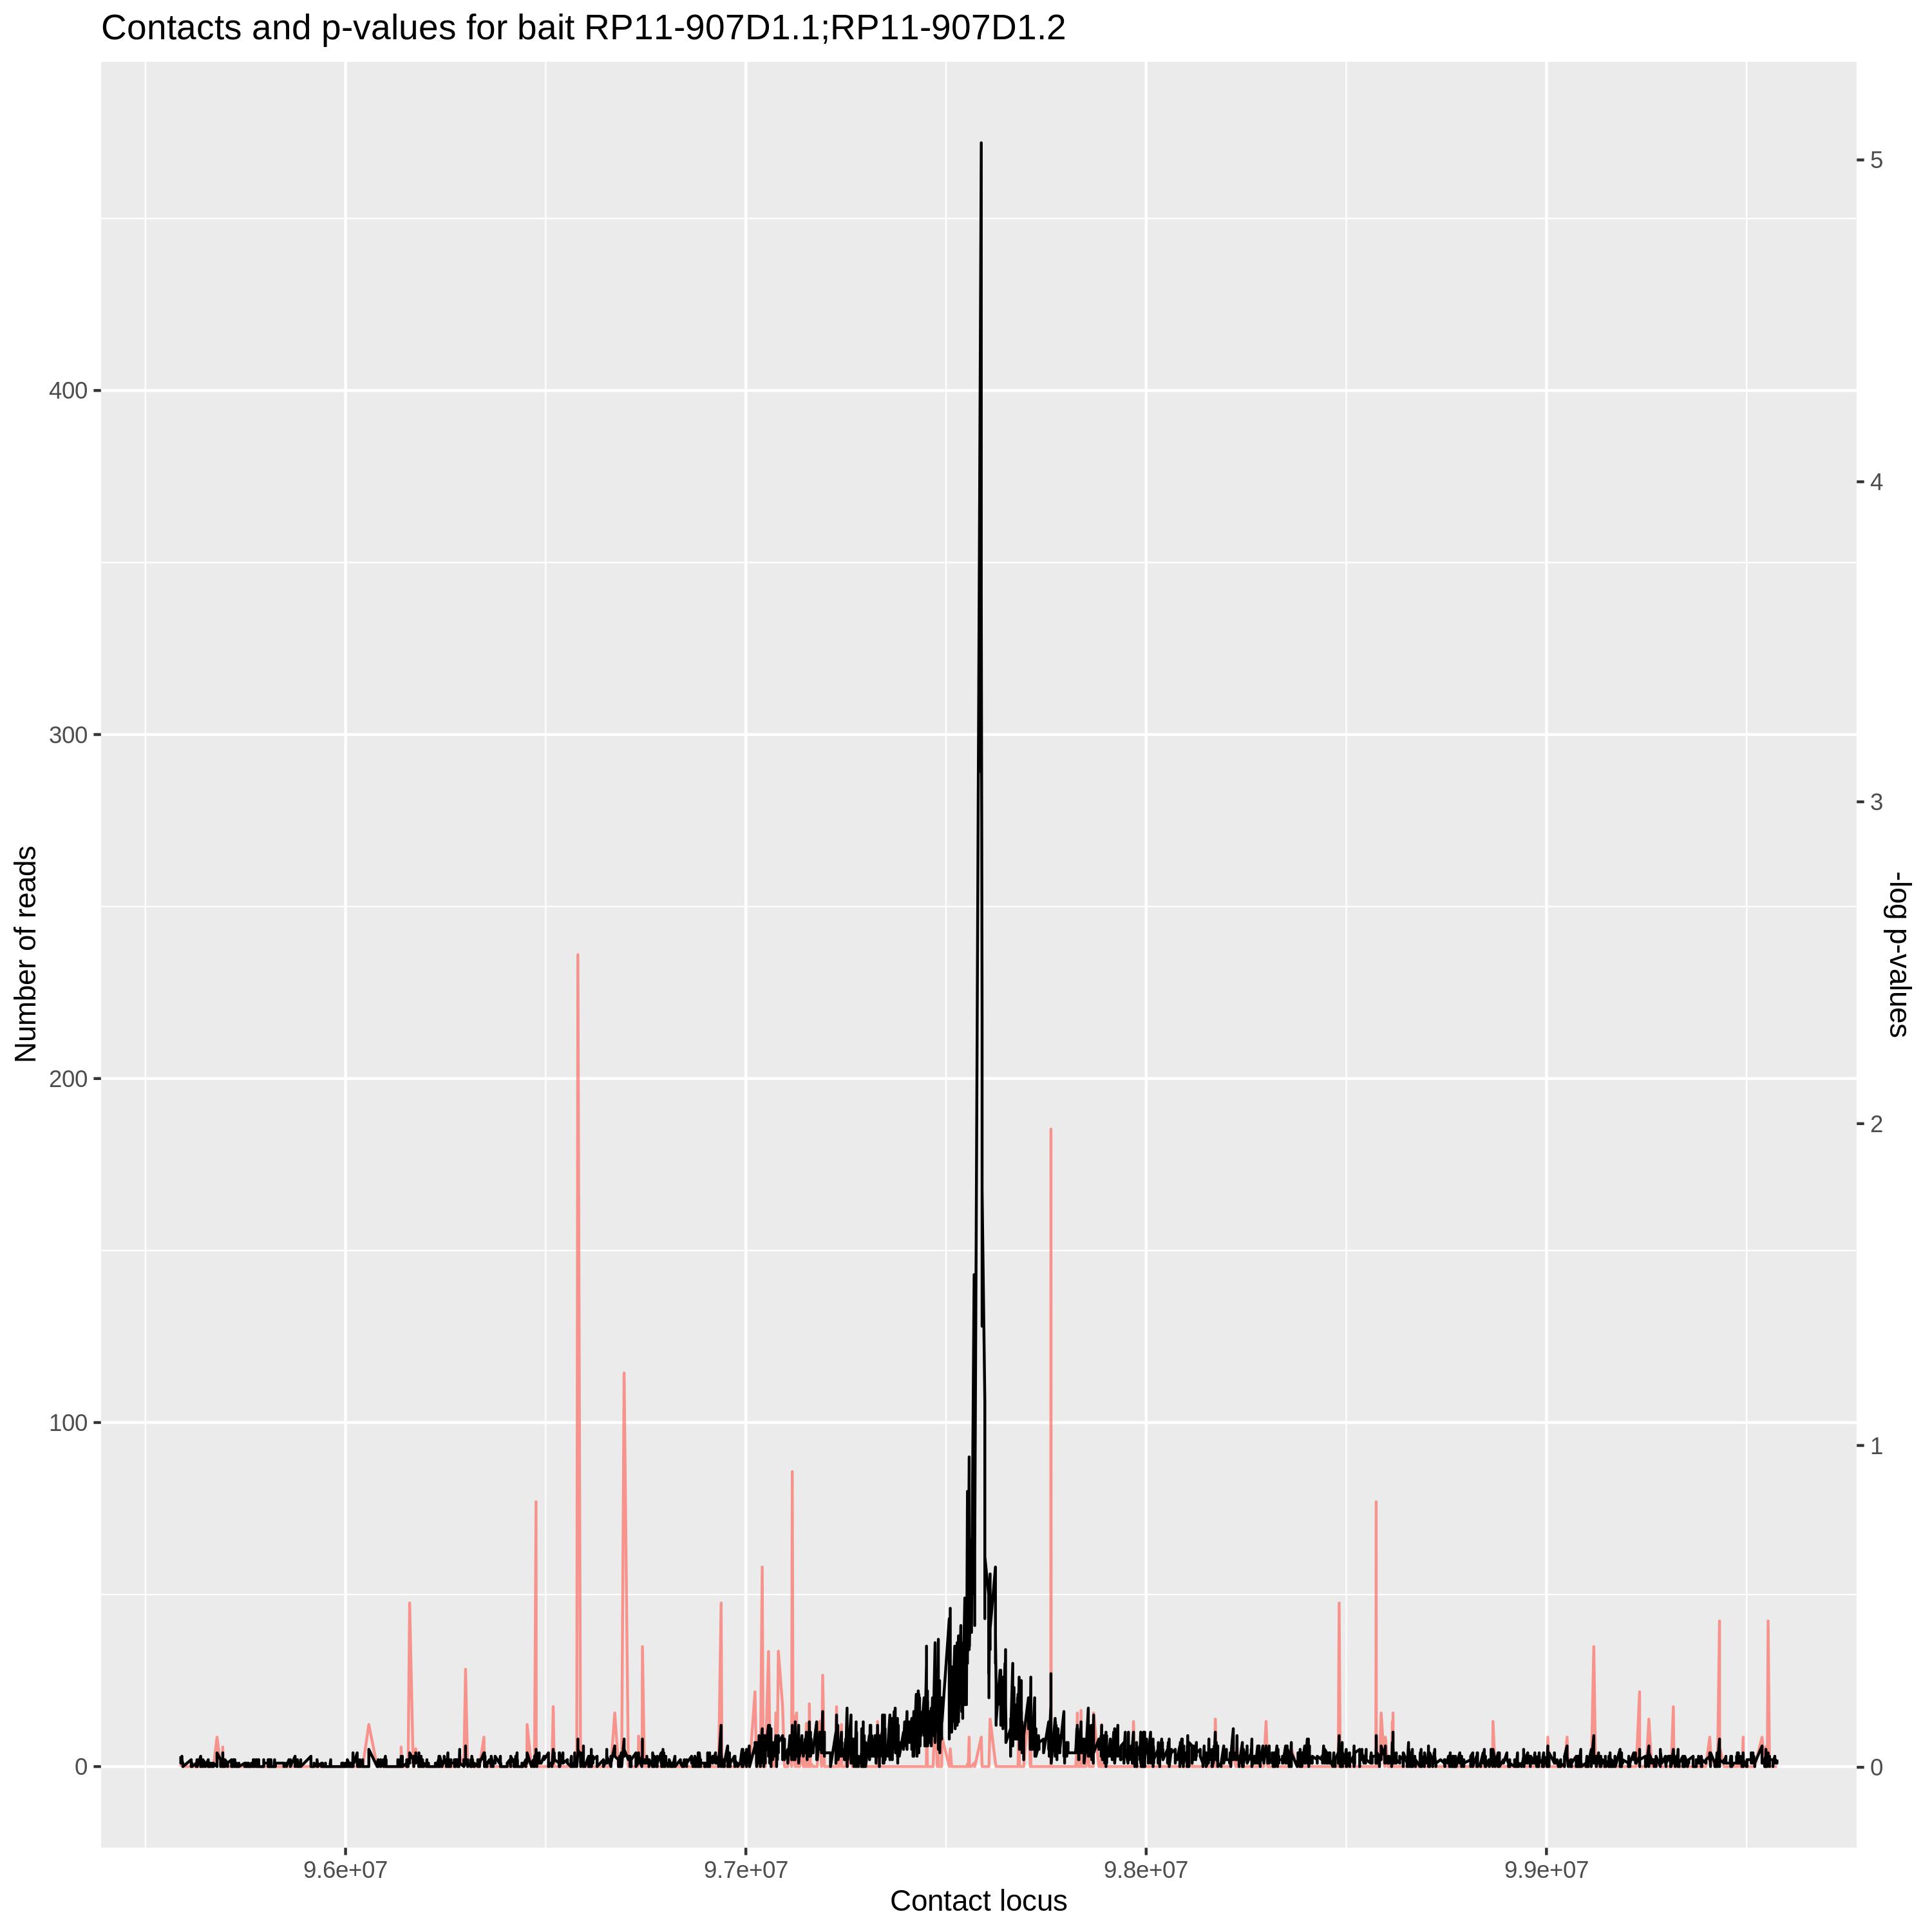 Contacts and p-values for bait RP11-907D1.1;RP11-907D1.2
Number of reads
400
300
200
100
0
5
4
3
2
1
0
-log p-values
9.6e+07
9.7e+07
9.8e+07
9.9e+07
Contact locus